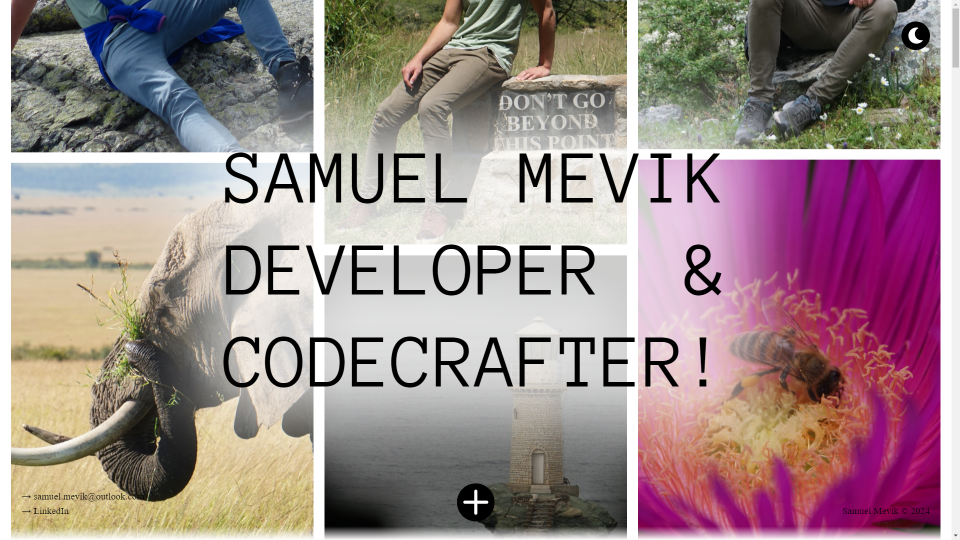 DON'T GO
BEYOND
THIS POINT
SAMUEL MEVIK
DEVELOPER &
CODECRAFTER!
→ samuel.mevik@outlook.co
→ LinkedIn
Samuel Mevik © 2024